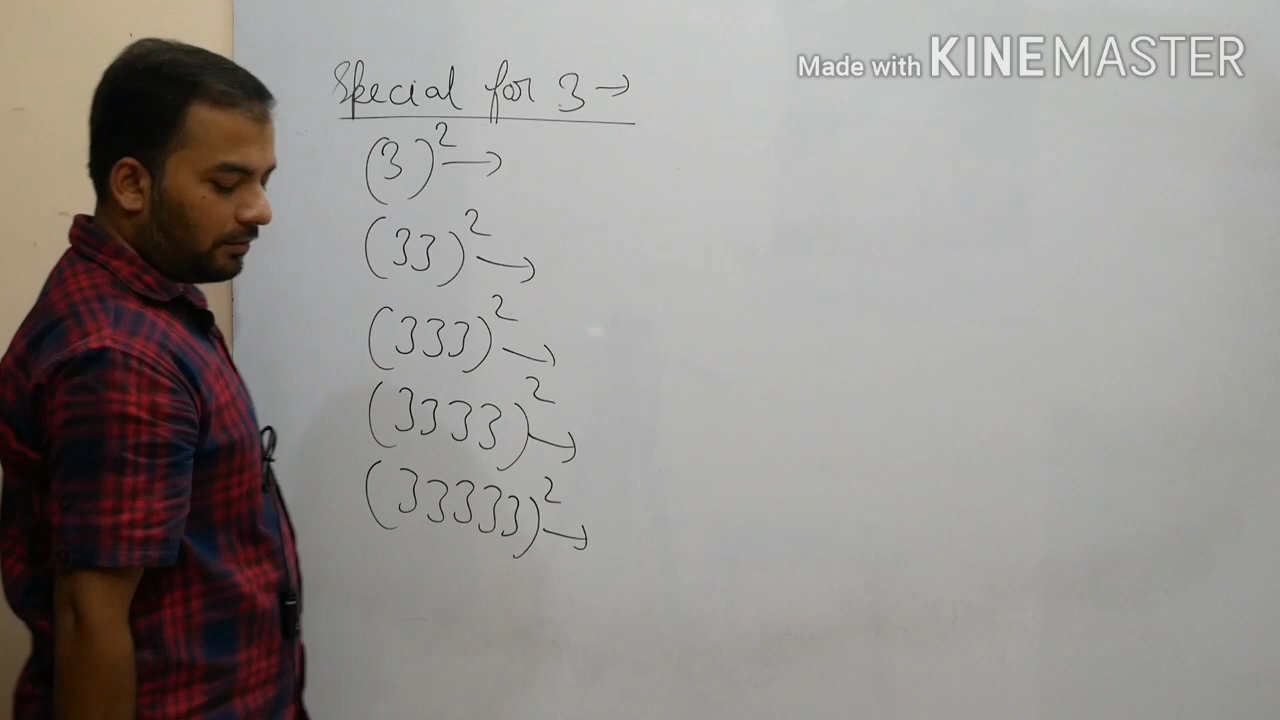 Made with KINEMASTER
Special for 3 →
(3)² →
(33)² →
(333)² →
(3333)² →
(33333)² →